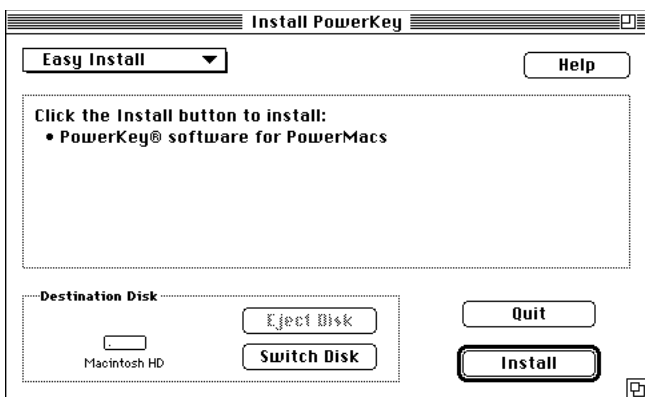 Install PowerKey
Easy Install
Help
Click the Install button to install:
• PowerKey® software for PowerMacs
Destination Disk
Eject Disk
Quit
Macintosh HD
Switch Disk
Install